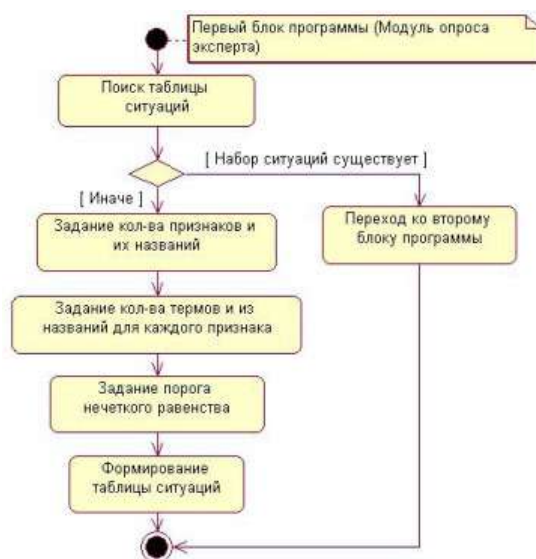 Первый блок программы (Модуль опроса
эксперта)
Поиск таблицы
ситуаций
[ Набор ситуаций существует ]
[ Иначе ]
Задание кол-ва признаков и
их названий
Переход ко второму
блоку программы
Задание кол-ва термов и из
названий для каждого признака
Задание порога
нечеткого равенства
Формирование
таблицы ситуаций